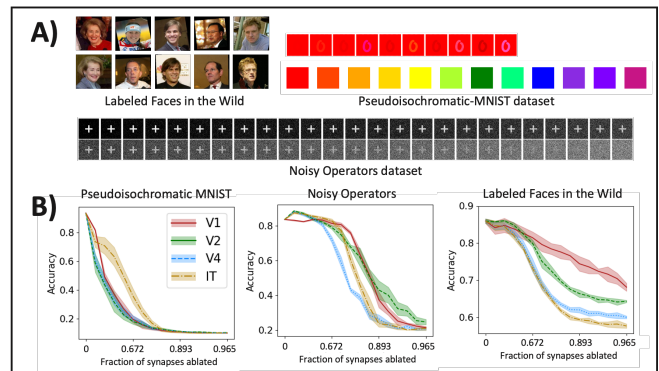 A)
Labeled Faces in the Wild
Pseudoisochromatic-MNIST dataset
Noisy Operators dataset
B)
Pseudoisochromatic MNIST
Accuracy
0.8
0.6
0.4
0.2
V1
V2
V4
IT
0 0.672 0.893 0.965
Fraction of synapses ablated
Noisy Operators
Accuracy
0.8
0.6
0.4
0.2
0 0.672 0.893 0.965
Fraction of synapses ablated
Labeled Faces in the Wild
Accuracy
0.9
0.8
0.7
0.6
0 0.672 0.893 0.965
Fraction of synapses ablated